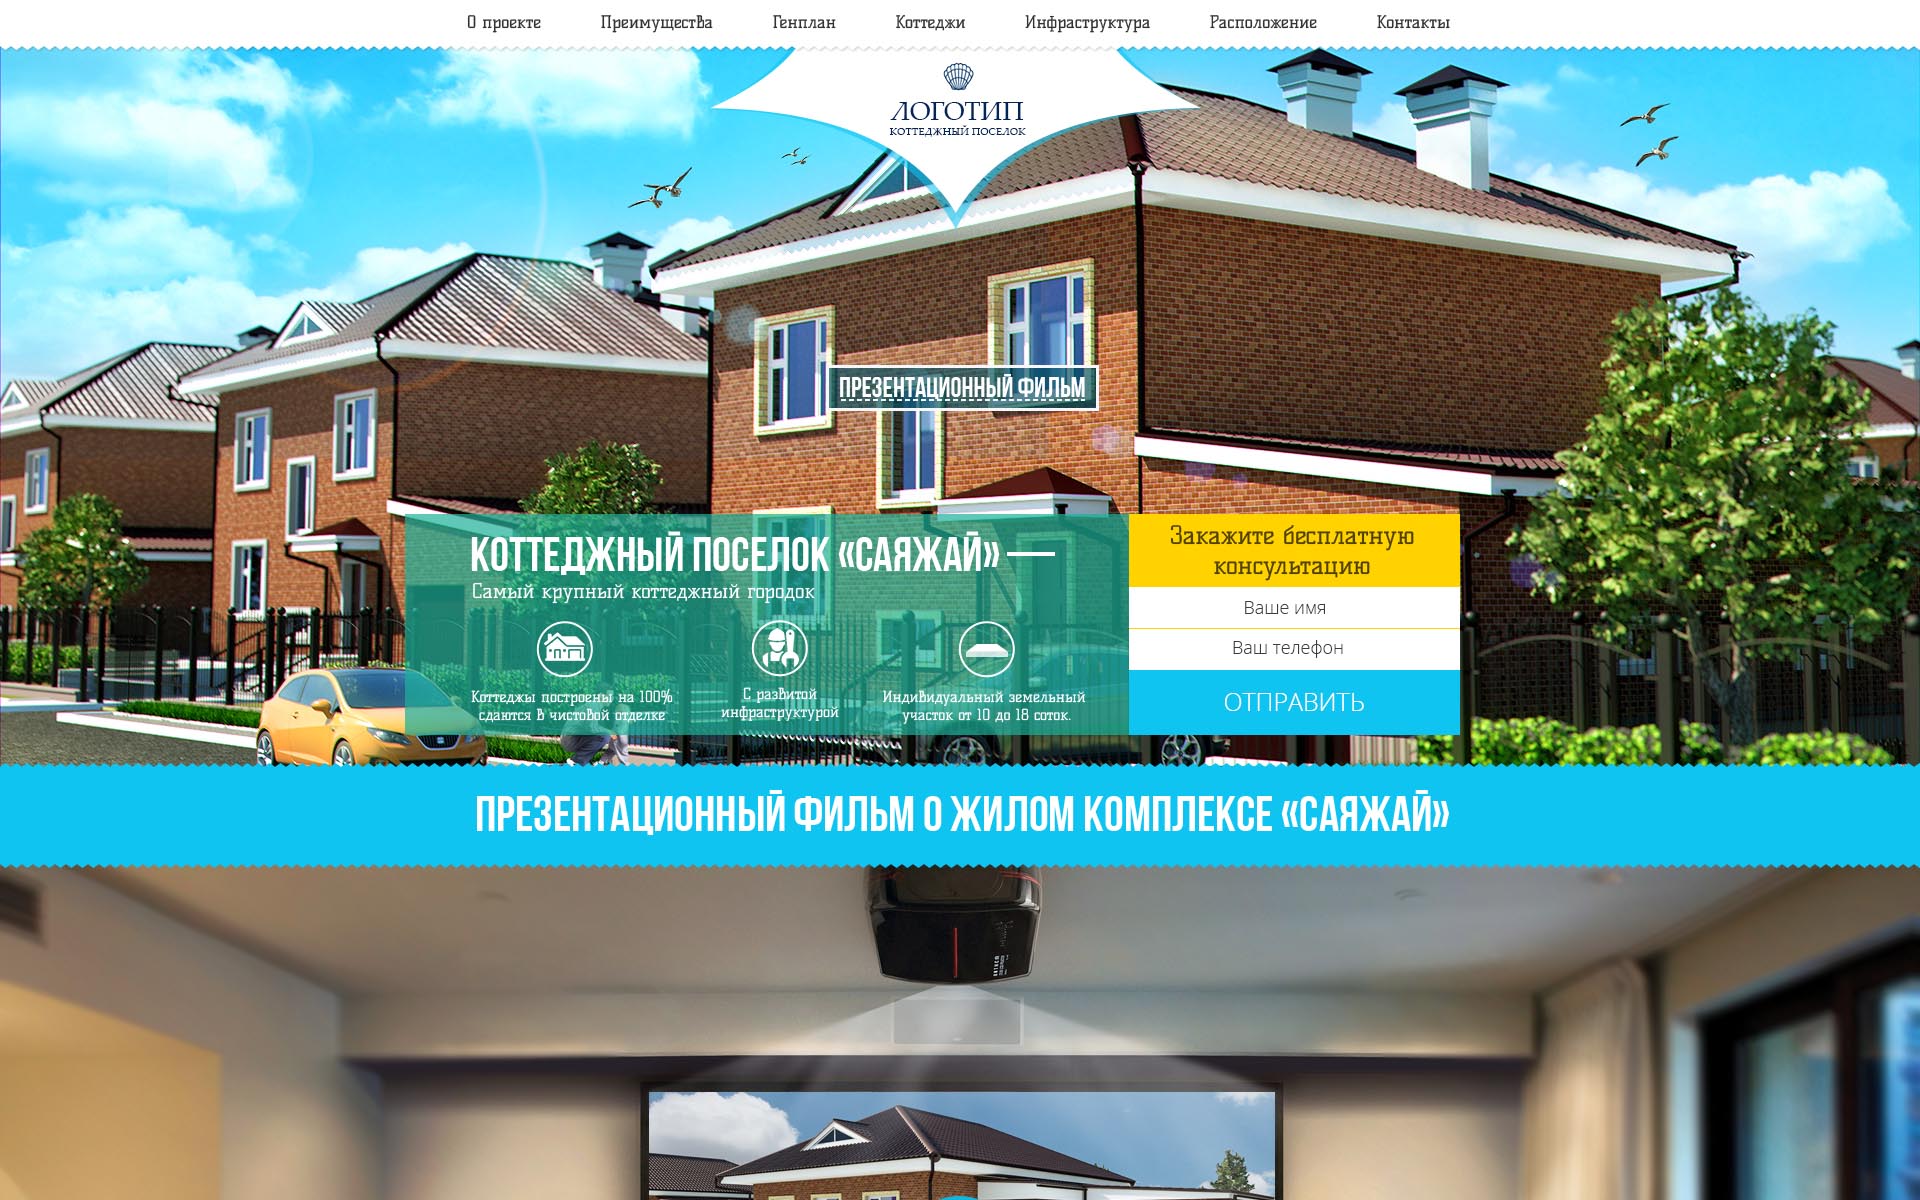 О проекте
Преимущества
Генплан
Коттеджи
Инфраструктура
Расположение
Контакты
ЛОГОТИП
КОТТЕДЖНЫЙ ПОСЕЛОК
ПРЕЗЕНТАЦИОННЫЙ ФИЛЬМ
КОТТЕДЖНЫЙ ПОСЕЛОК «САЯЖАЙ» —
Самый крупный коттеджный городок
Коттеджы построены на 100%
сдаются в чистовой отделке
С развитой
инфраструктурой
Индивидуальный земельный
участок от 10 до 18 соток.
Закажите бесплатную
консультацию
Ваше имя
Ваш телефон
ОТПРАВИТЬ
ПРЕЗЕНТАЦИОННЫЙ ФИЛЬМ О ЖИЛОМ КОМПЛЕКСЕ «САЯЖАЙ»